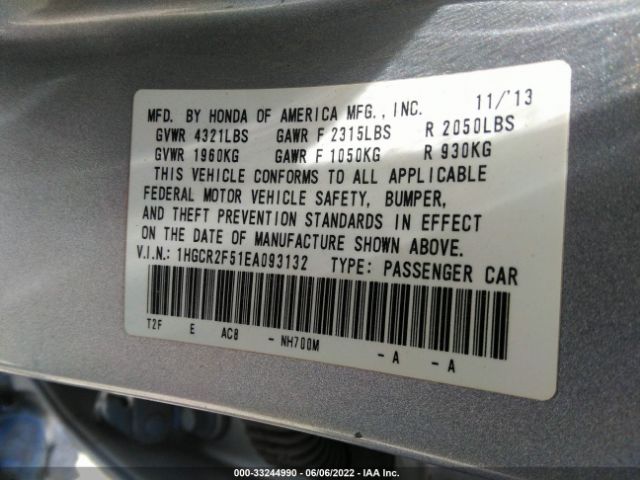 MFD. BY HONDA OF AMERICA MFG., INC. 11/'13
GVWR 4321LBS GAWR F 2315LBS R 2050LBS
GVWR 1960KG GAWR F 1050KG R 930KG
THIS VEHICLE CONFORMS TO ALL APPLICABLE
FEDERAL MOTOR VEHICLE SAFETY, BUMPER,
AND THEFT PREVENTION STANDARDS IN EFFECT
ON THE DATE OF MANUFACTURE SHOWN ABOVE.
V.I.N.: 1HGCR2F51EA093132 TYPE: PASSENGER CAR
T2F E AC8 - NH700M - A - A
000-33244990 - 06/06/2022 - IAA Inc.